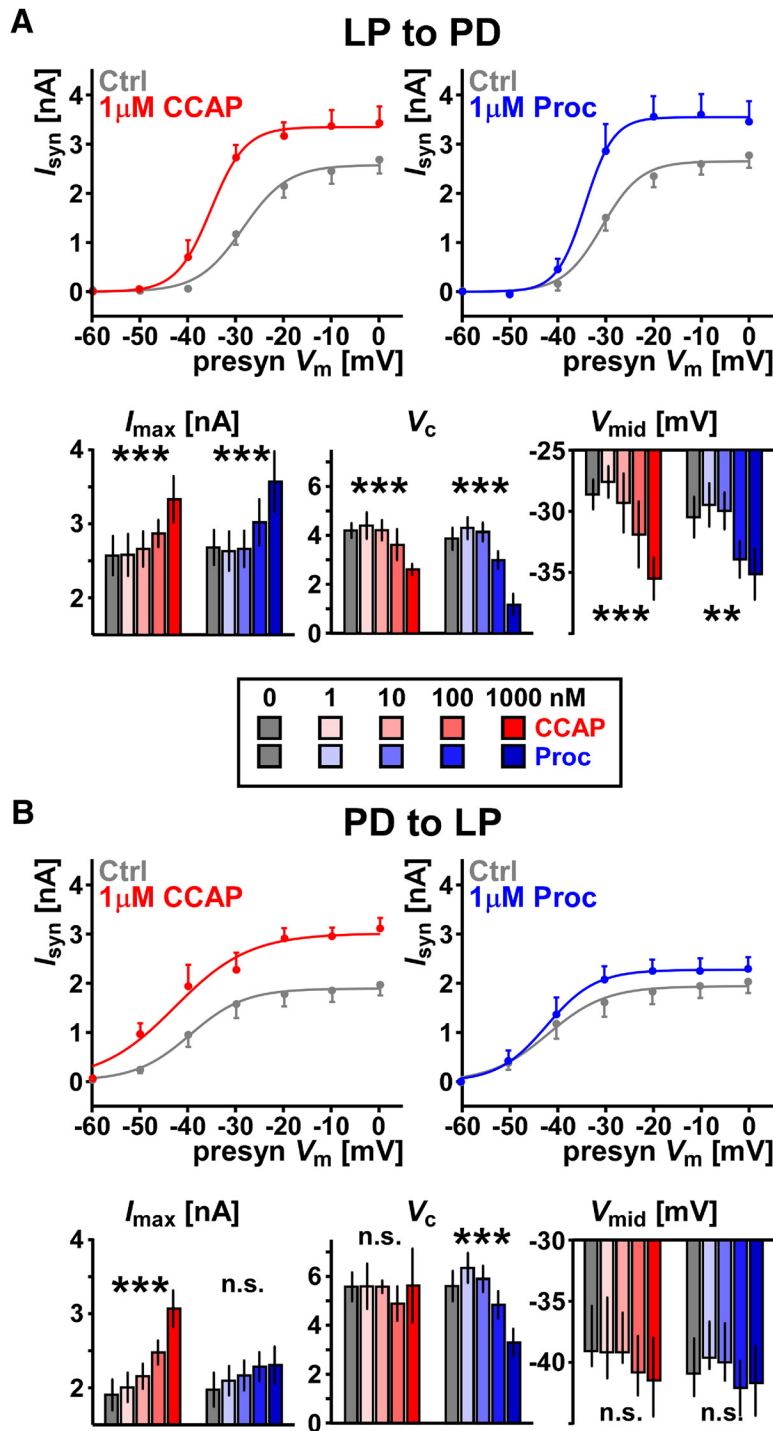 A
LP to PD
Ctrl
1μM CCAP
Ctrl
1μM Proc
Isyn [nA]
4
3
2
1
0
-60 -50 -40 -30 -20 -10 0
presyn Vm [mV]
Isyn [nA]
4
3
2
1
0
-60 -50 -40 -30 -20 -10 0
presyn Vm [mV]
Imax [nA]
4
3
2
*** ***
Vc
6
4
2
0
*** ***
Vmid [mV]
-25
-30
-35
*** **
0 1 10 100 1000 nM
CCAP
Proc
B
PD to LP
Ctrl
1μM CCAP
Ctrl
1μM Proc
Isyn [nA]
4
3
2
1
0
-60 -50 -40 -30 -20 -10 0
presyn Vm [mV]
Isyn [nA]
4
3
2
1
0
-60 -50 -40 -30 -20 -10 0
presyn Vm [mV]
Imax [nA]
4
3
2
*** n.s.
Vc
6
4
2
0
n.s. ***
Vmid [mV]
-30
-35
-40
n.s. n.s.